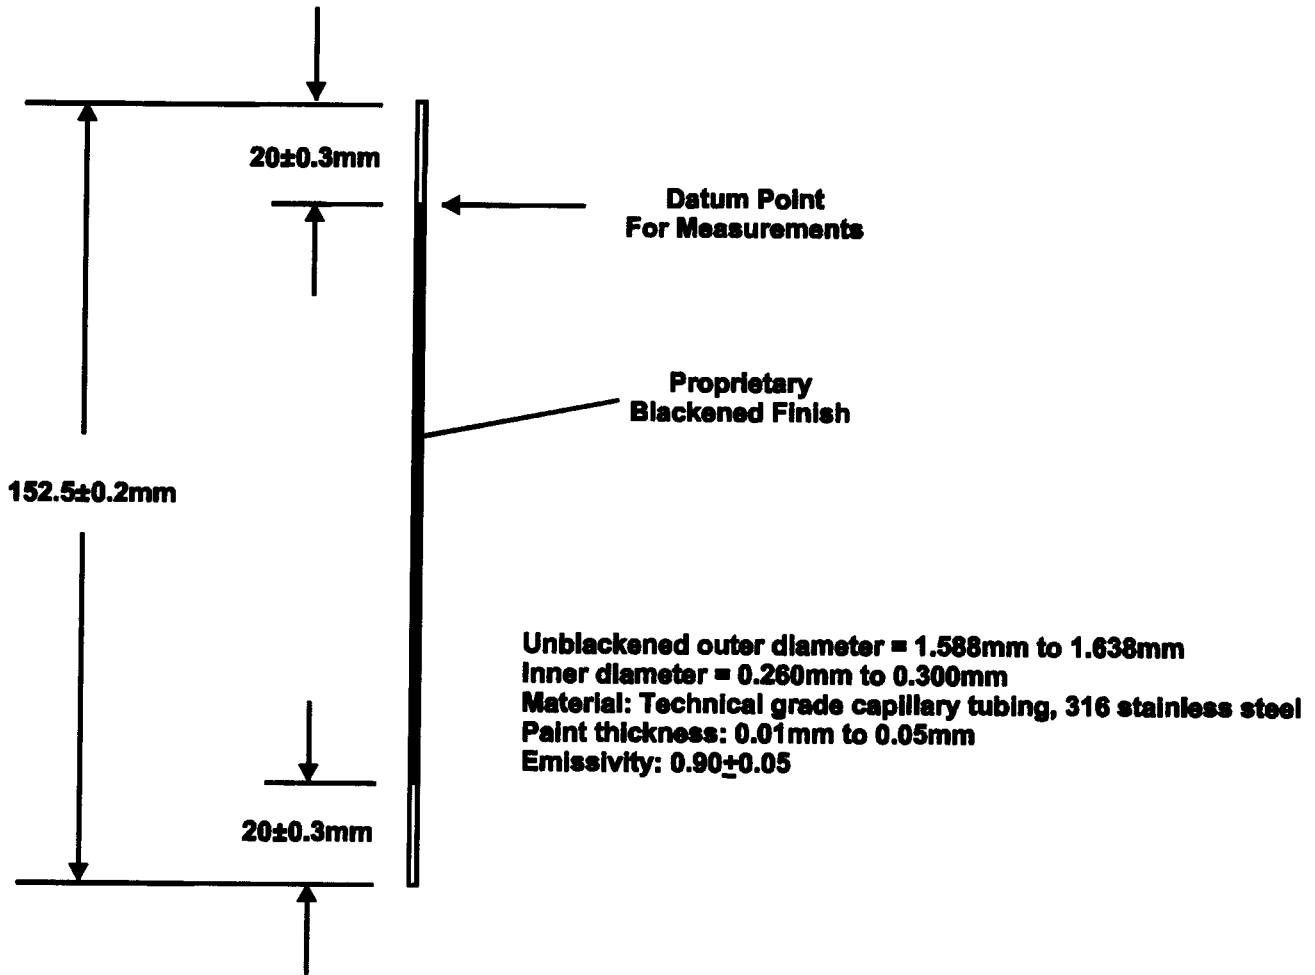 20±0.3mm
Datum Point
For Measurements
Proprietary
Blackened Finish
152.5±0.2mm
Unblackened outer diameter = 1.588mm to 1.638mm
Inner diameter = 0.260mm to 0.300mm
Material: Technical grade capillary tubing, 316 stainless steel
Paint thickness: 0.01mm to 0.05mm
Emissivity: 0.90±0.05
20±0.3mm